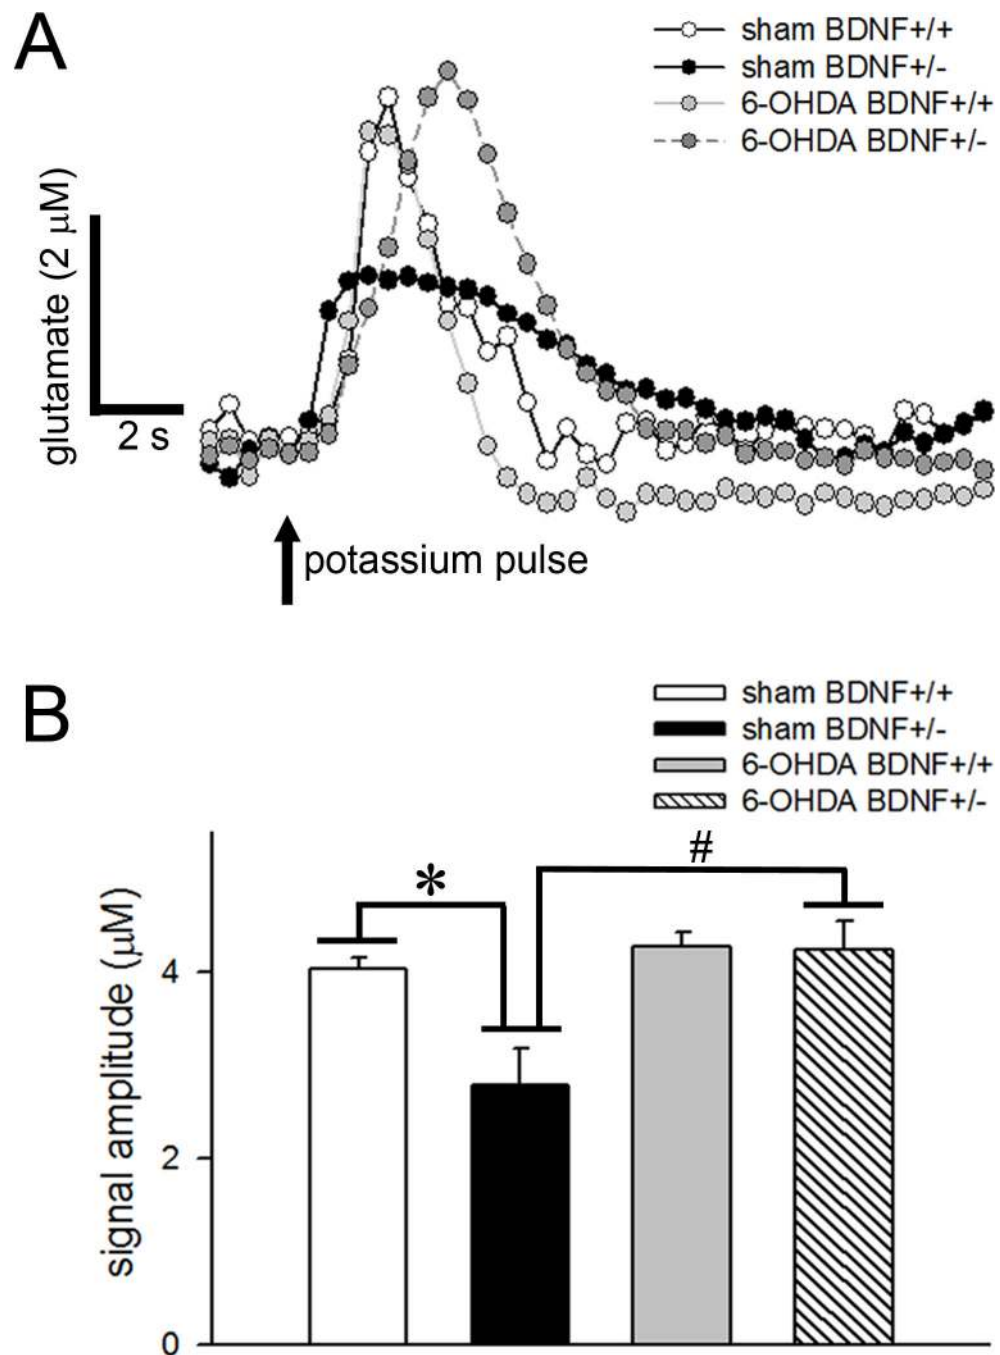 A
sham BDNF+/+
sham BDNF+/-
6-OHDA BDNF+/+
6-OHDA BDNF+/-
glutamate (2 μM)
2 s
potassium pulse
B
sham BDNF+/+
sham BDNF+/-
6-OHDA BDNF+/+
6-OHDA BDNF+/-
signal amplitude (μM)
*
#
4
2
0